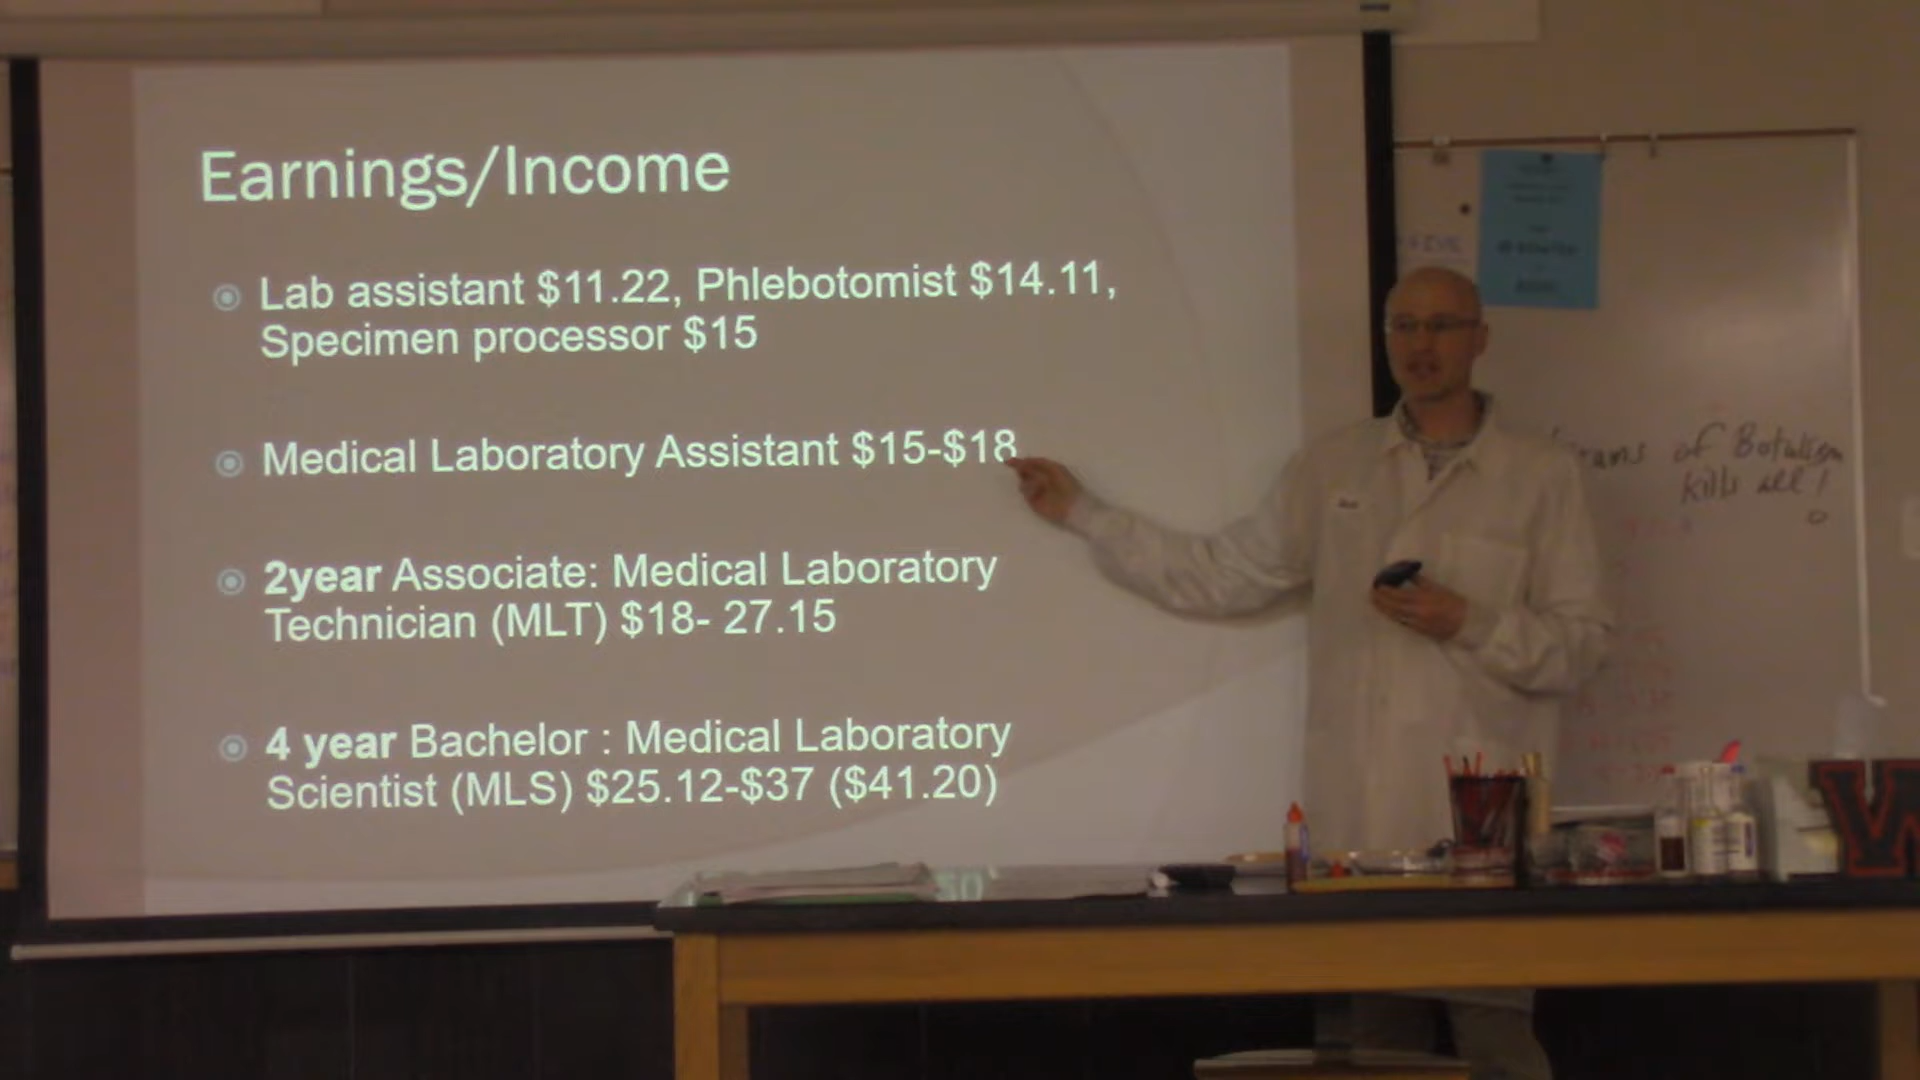 Earnings/Income
Lab assistant $11.22, Phlebotomist $14.11,
Specimen processor $15
Medical Laboratory Assistant $15-$18
2year Associate: Medical Laboratory
Technician (MLT) $18- 27.15
4 year Bachelor : Medical Laboratory
Scientist (MLS) $25.12-$37 ($41.20)
of Botulism
kills all!
W